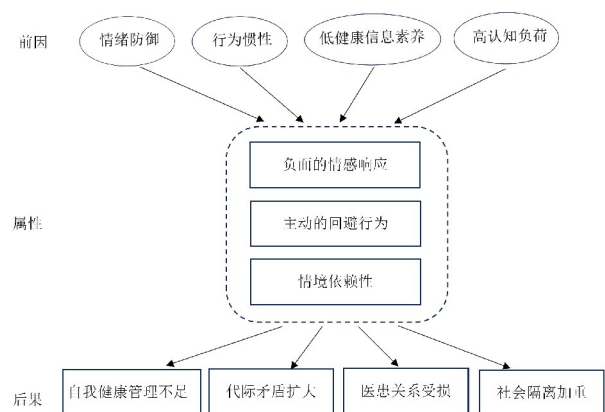 前因
情绪防御
行为惯性
低健康信息素养
高认知负荷
属性
负面的情感响应
主动的回避行为
情境依赖性
后果
自我健康管理不足
代际矛盾扩大
医患关系受损
社会隔离加重